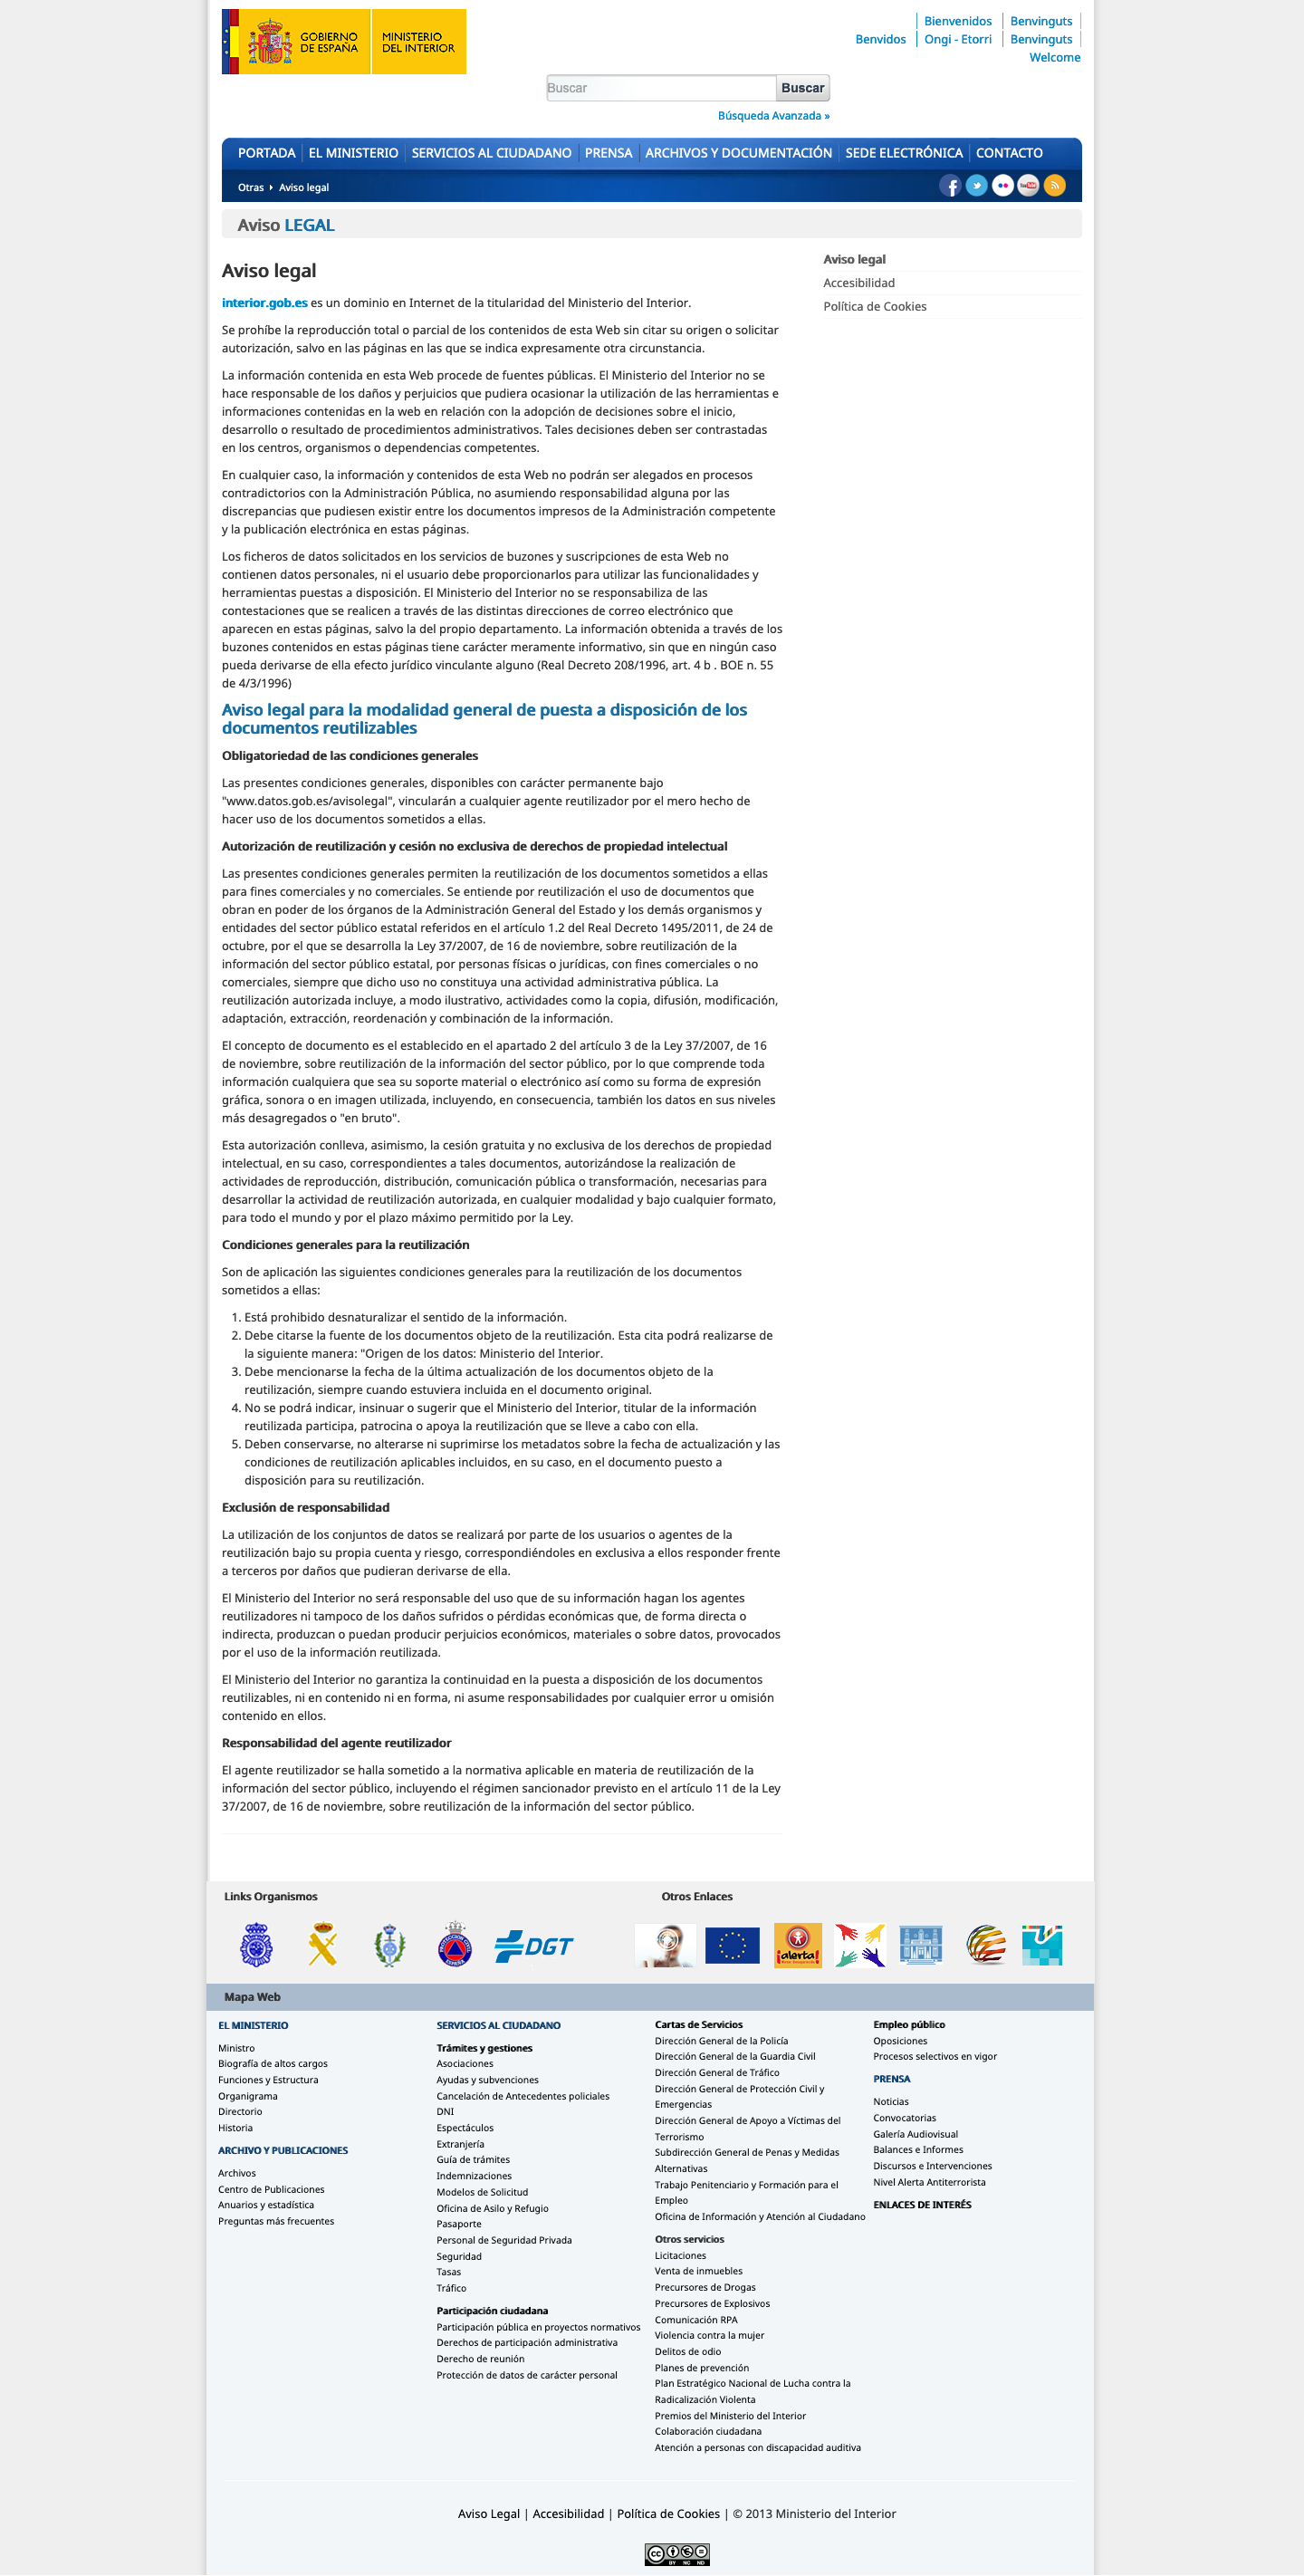 GOBIERNO
DE ESPAÑA
MINISTERIO
DEL INTERIOR
Bienvenidos
Benvinguts
Benvidos
Ongi - Etorri
Benvinguts
Welcome
Buscar
Buscar
Búsqueda Avanzada »
PORTADA
EL MINISTERIO
SERVICIOS AL CIUDADANO
PRENSA
ARCHIVOS Y DOCUMENTACIÓN
SEDE ELECTRÓNICA
CONTACTO
Otras
Aviso legal
Aviso LEGAL
Aviso legal
interior.gob.es es un dominio en Internet de la titularidad del Ministerio del Interior.
Se prohíbe la reproducción total o parcial de los contenidos de esta Web sin citar su origen o solicitar
autorización, salvo en las páginas en las que se indica expresamente otra circunstancia.
La información contenida en esta Web procede de fuentes públicas. El Ministerio del Interior no se
hace responsable de los daños y perjuicios que pudiera ocasionar la utilización de las herramientas e
informaciones contenidas en la web en relación con la adopción de decisiones sobre el inicio,
desarrollo o resultado de procedimientos administrativos. Tales decisiones deben ser contrastadas
en los centros, organismos o dependencias competentes.
En cualquier caso, la información y contenidos de esta Web no podrán ser alegados en procesos
contradictorios con la Administración Pública, no asumiendo responsabilidad alguna por las
discrepancias que pudiesen existir entre los documentos impresos de la Administración competente
y la publicación electrónica en estas páginas.
Los ficheros de datos solicitados en los servicios de buzones y suscripciones de esta Web no
contienen datos personales, ni el usuario debe proporcionarlos para utilizar las funcionalidades y
herramientas puestas a disposición. El Ministerio del Interior no se responsabiliza de las
contestaciones que se realicen a través de las distintas direcciones de correo electrónico que
aparecen en estas páginas, salvo la del propio departamento. La información obtenida a través de los
buzones contenidos en estas páginas tiene carácter meramente informativo, sin que en ningún caso
pueda derivarse de ella efecto jurídico vinculante alguno (Real Decreto 208/1996, art. 4 b . BOE n. 55
de 4/3/1996)
Aviso legal para la modalidad general de puesta a disposición de los
documentos reutilizables
Obligatoriedad de las condiciones generales
Las presentes condiciones generales, disponibles con carácter permanente bajo
"www.datos.gob.es/avisolegal", vincularán a cualquier agente reutilizador por el mero hecho de
hacer uso de los documentos sometidos a ellas.
Autorización de reutilización y cesión no exclusiva de derechos de propiedad intelectual
Las presentes condiciones generales permiten la reutilización de los documentos sometidos a ellas
para fines comerciales y no comerciales. Se entiende por reutilización el uso de documentos que
obran en poder de los órganos de la Administración General del Estado y los demás organismos y
entidades del sector público estatal referidos en el artículo 1.2 del Real Decreto 1495/2011, de 24 de
octubre, por el que se desarrolla la Ley 37/2007, de 16 de noviembre, sobre reutilización de la
información del sector público estatal, por personas físicas o jurídicas, con fines comerciales o no
comerciales, siempre que dicho uso no constituya una actividad administrativa pública. La
reutilización autorizada incluye, a modo ilustrativo, actividades como la copia, difusión, modificación,
adaptación, extracción, reordenación y combinación de la información.
El concepto de documento es el establecido en el apartado 2 del artículo 3 de la Ley 37/2007, de 16
de noviembre, sobre reutilización de la información del sector público, por lo que comprende toda
información cualquiera que sea su soporte material o electrónico así como su forma de expresión
gráfica, sonora o en imagen utilizada, incluyendo, en consecuencia, también los datos en sus niveles
más desagregados o "en bruto".
Esta autorización conlleva, asimismo, la cesión gratuita y no exclusiva de los derechos de propiedad
intelectual, en su caso, correspondientes a tales documentos, autorizándose la realización de
actividades de reproducción, distribución, comunicación pública o transformación, necesarias para
desarrollar la actividad de reutilización autorizada, en cualquier modalidad y bajo cualquier formato,
para todo el mundo y por el plazo máximo permitido por la Ley.
Condiciones generales para la reutilización
Son de aplicación las siguientes condiciones generales para la reutilización de los documentos
sometidos a ellas:
1. Está prohibido desnaturalizar el sentido de la información.
2. Debe citarse la fuente de los documentos objeto de la reutilización. Esta cita podrá realizarse de
la siguiente manera: "Origen de los datos: Ministerio del Interior.
3. Debe mencionarse la fecha de la última actualización de los documentos objeto de la
reutilización, siempre cuando estuviera incluida en el documento original.
4. No se podrá indicar, insinuar o sugerir que el Ministerio del Interior, titular de la información
reutilizada participa, patrocina o apoya la reutilización que se lleve a cabo con ella.
5. Deben conservarse, no alterarse ni suprimirse los metadatos sobre la fecha de actualización y las
condiciones de reutilización aplicables incluidos, en su caso, en el documento puesto a
disposición para su reutilización.
Exclusión de responsabilidad
La utilización de los conjuntos de datos se realizará por parte de los usuarios o agentes de la
reutilización bajo su propia cuenta y riesgo, correspondiéndoles en exclusiva a ellos responder frente
a terceros por daños que pudieran derivarse de ella.
El Ministerio del Interior no será responsable del uso que de su información hagan los agentes
reutilizadores ni tampoco de los daños sufridos o pérdidas económicas que, de forma directa o
indirecta, produzcan o puedan producir perjuicios económicos, materiales o sobre datos, provocados
por el uso de la información reutilizada.
El Ministerio del Interior no garantiza la continuidad en la puesta a disposición de los documentos
reutilizables, ni en contenido ni en forma, ni asume responsabilidades por cualquier error u omisión
contenido en ellos.
Responsabilidad del agente reutilizador
El agente reutilizador se halla sometido a la normativa aplicable en materia de reutilización de la
información del sector público, incluyendo el régimen sancionador previsto en el artículo 11 de la Ley
37/2007, de 16 de noviembre, sobre reutilización de la información del sector público.
Aviso legal
Accesibilidad
Política de Cookies
Links Organismos
Otros Enlaces
DGT
alerta!
Mapa Web
EL MINISTERIO
Ministro
Biografía de altos cargos
Funciones y Estructura
Organigrama
Directorio
Historia
ARCHIVO Y PUBLICACIONES
Archivos
Centro de Publicaciones
Anuarios y estadística
Preguntas más frecuentes
SERVICIOS AL CIUDADANO
Trámites y gestiones
Asociaciones
Ayudas y subvenciones
Cancelación de Antecedentes policiales
DNI
Espectáculos
Extranjería
Guía de trámites
Indemnizaciones
Modelos de Solicitud
Oficina de Asilo y Refugio
Pasaporte
Personal de Seguridad Privada
Seguridad
Tasas
Tráfico
Participación ciudadana
Participación pública en proyectos normativos
Derechos de participación administrativa
Derecho de reunión
Protección de datos de carácter personal
Cartas de Servicios
Dirección General de la Policía
Dirección General de la Guardia Civil
Dirección General de Tráfico
Dirección General de Protección Civil y
Emergencias
Dirección General de Apoyo a Víctimas del
Terrorismo
Subdirección General de Penas y Medidas
Alternativas
Trabajo Penitenciario y Formación para el
Empleo
Oficina de Información y Atención al Ciudadano
Otros servicios
Licitaciones
Venta de inmuebles
Precursores de Drogas
Precursores de Explosivos
Comunicación RPA
Violencia contra la mujer
Delitos de odio
Planes de prevención
Plan Estratégico Nacional de Lucha contra la
Radicalización Violenta
Premios del Ministerio del Interior
Colaboración ciudadana
Atención a personas con discapacidad auditiva
Empleo público
Oposiciones
Procesos selectivos en vigor
PRENSA
Noticias
Convocatorias
Galería Audiovisual
Balances e Informes
Discursos e Intervenciones
Nivel Alerta Antiterrorista
ENLACES DE INTERÉS
Aviso Legal | Accesibilidad | Política de Cookies | © 2013 Ministerio del Interior
CC BY NC ND